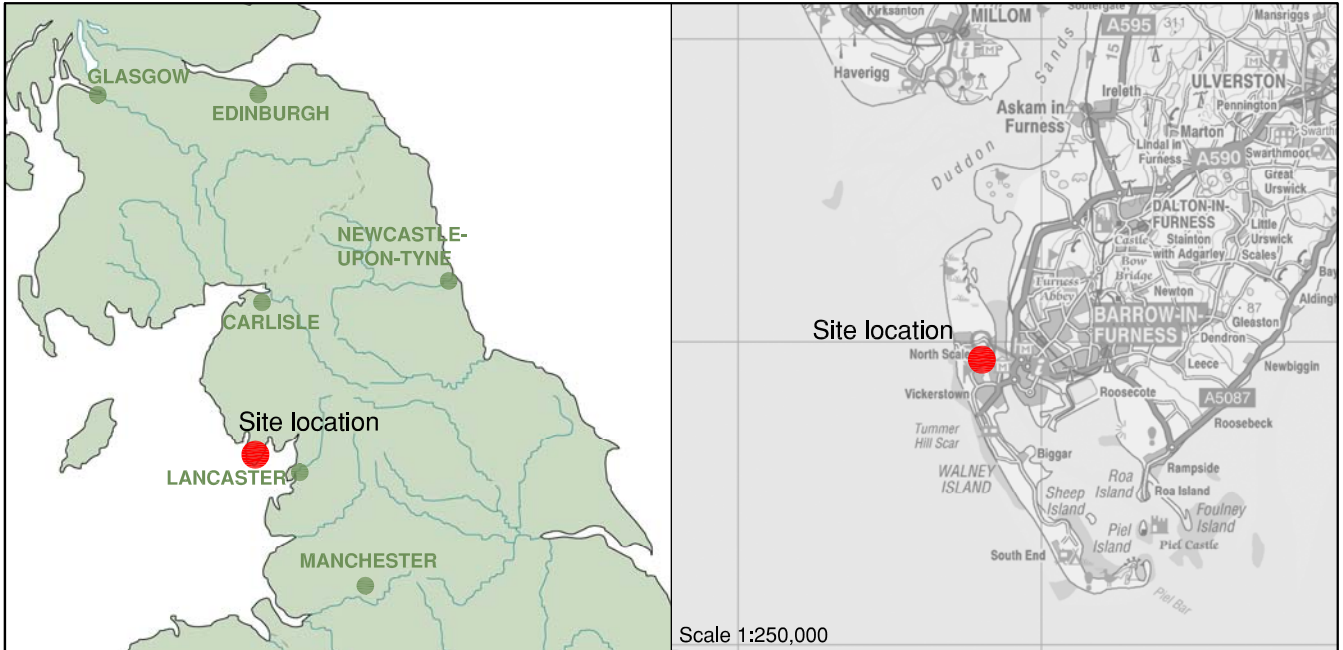 GLASGOW
EDINBURGH
NEWCASTLE-
UPON-TYNE
CARLISLE
Site location
LANCASTER
MANCHESTER
Kirksanton
MILLOM
Haverigg
Southergate
A595
311
15
Mansriggs
Duddon Sands
Ireleth
ULVERSTON
Askam in
Furness
Pennington
Marton
Lindal in
Furness
A590
Swarthmoor
Great
Urswick
DALTON-IN-
FURNESS
Castle
Stainton
with Adgarley
Little
Urswick
Scales
Bow
Bridge
Furness
Abbey
Newton
87
BARROW-IN-
FURNESS
Gleaston
Dendron
Site location
North Scale
Leece
Newbiggin
Vickerstown
Roosecote
A5087
Roosebeck
Tummer
Hill Scar
Biggar
WALNEY
ISLAND
Rampside
Roa
Island
Roa Island
Sheep
Island
Foulney
Island
Piel
Island
Piel Castle
South End
Piel Bar
Scale 1:250,000